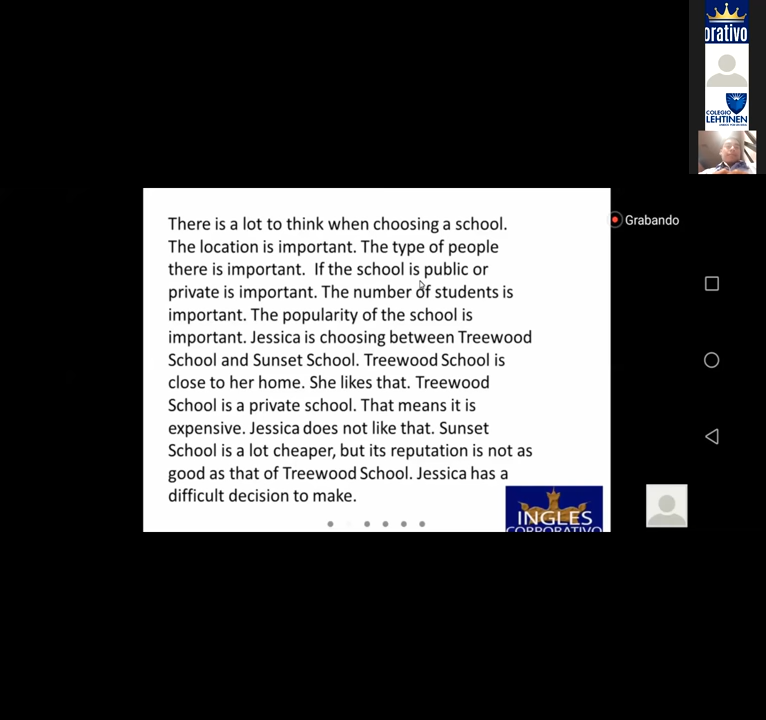 orativo
COLEGIO
LEHTINEN
Grabando
There is a lot to think when choosing a school.
The location is important. The type of people
there is important.  If the school is public or
private is important. The number of students is
important. The popularity of the school is
important. Jessica is choosing between Treewood
School and Sunset School. Treewood School is
close to her home. She likes that. Treewood
School is a private school. That means it is
expensive. Jessica does not like that. Sunset
School is a lot cheaper, but its reputation is not as
good as that of Treewood School. Jessica has a
difficult decision to make.
INGLES
CORPORATIVO